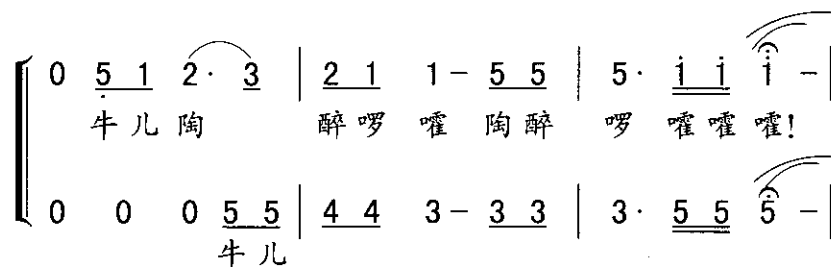 0 5 1 2· 3 | 2 1 1 – 5 5 | 5· i i i – |
牛儿陶 醉啰 嚯 陶醉 啰 嚯嚯嚯!
0 0 0 5 5 | 4 4 3 – 3 3 | 3· 5 5 5 – |
牛儿